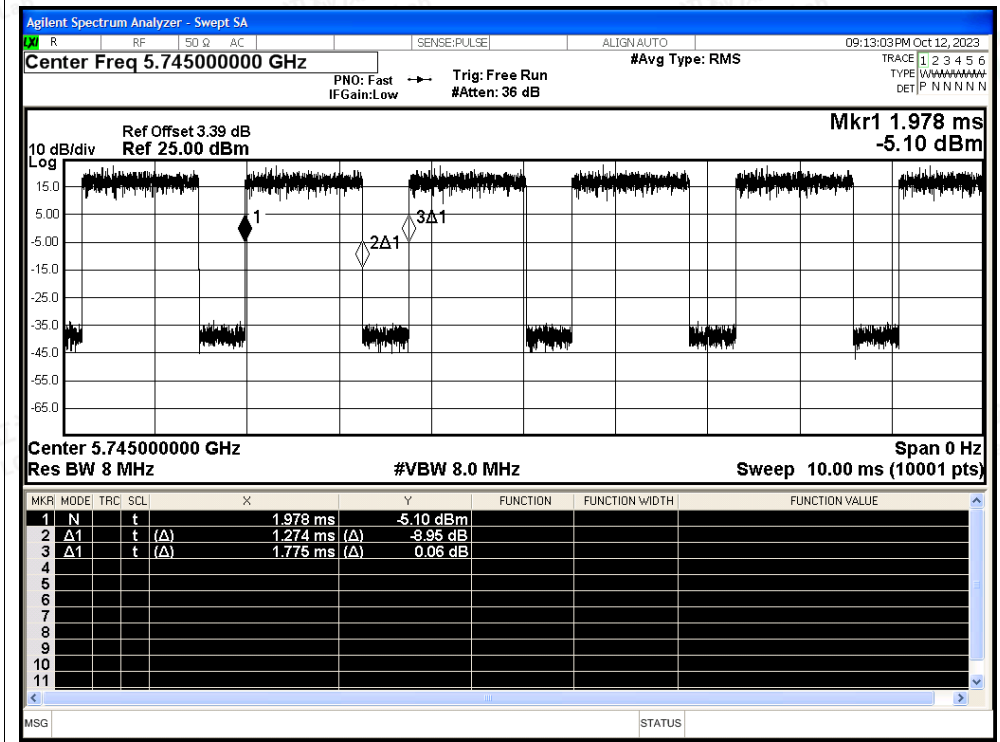 Agilent Spectrum Analyzer - Swept SA
LXI R RF 50 Ω AC SENSE:PULSE ALIGN AUTO 09:13:03 PM Oct 12, 2023
Center Freq 5.745000000 GHz #Avg Type: RMS TRACE 1 2 3 4 5 6
PNO: Fast Trig: Free Run TYPE
IFGain:Low #Atten: 36 dB DET P N N N N N
Mkr1 1.978 ms
-5.10 dBm
Ref Offset 3.39 dB
10 dB/div Ref 25.00 dBm
Log
15.0
5.00
-5.00
-15.0
-25.0
-35.0
-45.0
-55.0
-65.0
1
2Δ1
3Δ1
Center 5.745000000 GHz Span 0 Hz
Res BW 8 MHz #VBW 8.0 MHz Sweep 10.00 ms (10001 pts)
MKR MODE TRC SCL X Y FUNCTION FUNCTION WIDTH FUNCTION VALUE
1 N t 1.978 ms -5.10 dBm
2 Δ1 t (Δ) 1.274 ms (Δ) -8.95 dB
3 Δ1 t (Δ) 1.775 ms (Δ) 0.06 dB
4
5
6
7
8
9
10
11
MSG STATUS